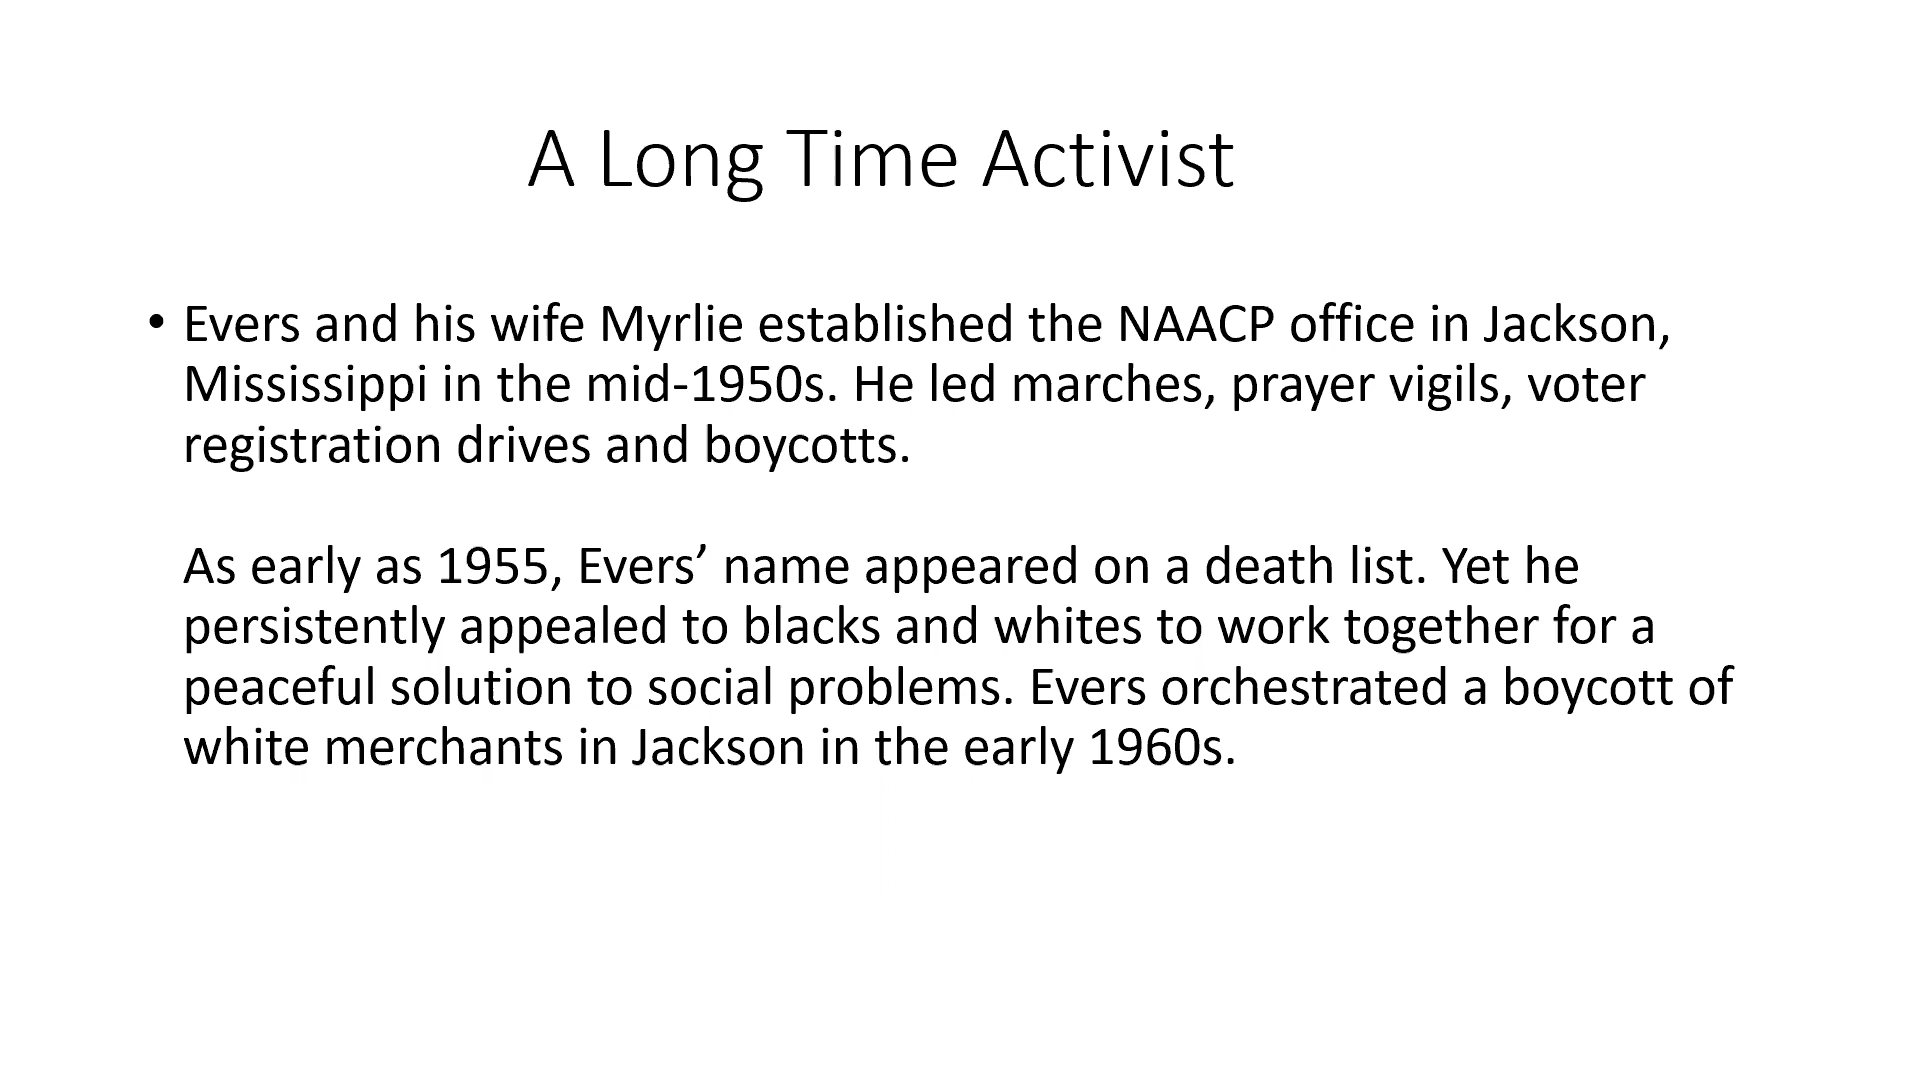 A Long Time Activist
• Evers and his wife Myrlie established the NAACP office in Jackson,
Mississippi in the mid-1950s. He led marches, prayer vigils, voter
registration drives and boycotts.
As early as 1955, Evers’ name appeared on a death list. Yet he
persistently appealed to blacks and whites to work together for a
peaceful solution to social problems. Evers orchestrated a boycott of
white merchants in Jackson in the early 1960s.